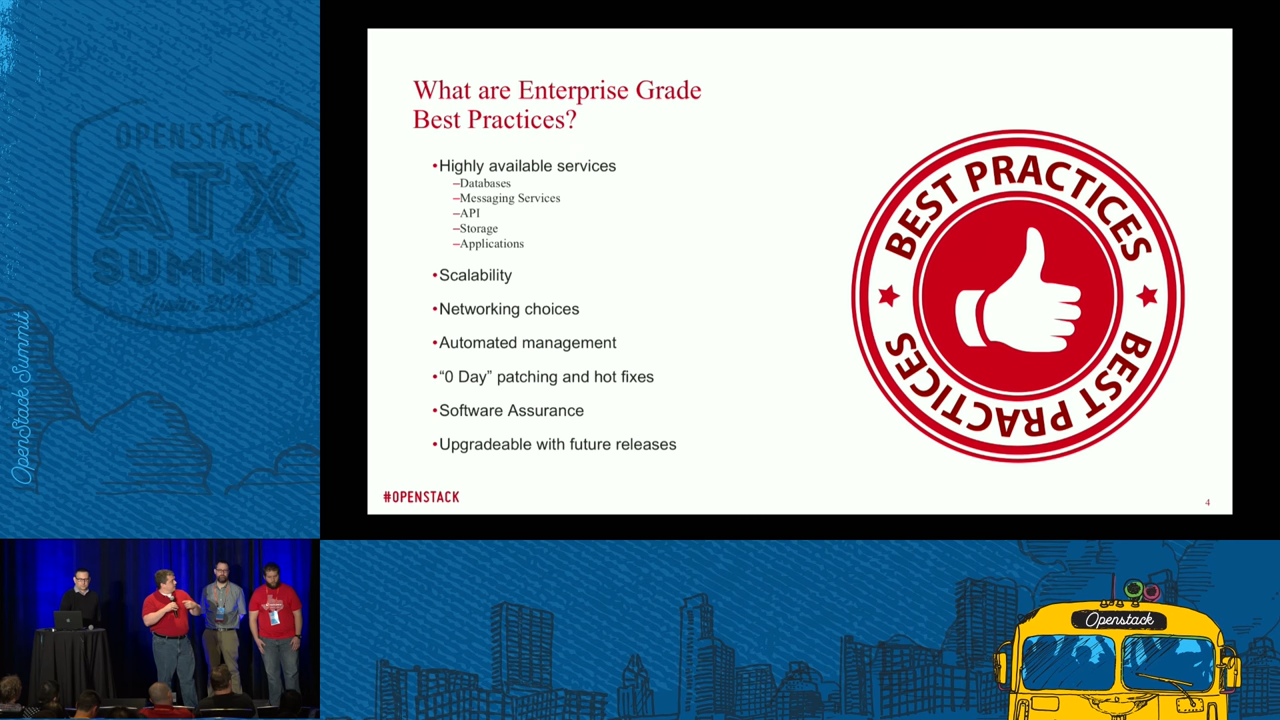 OPENSTACK
ATX
SUMMIT
OpenStack Summit
What are Enterprise Grade
Best Practices?
•Highly available services
–Databases
–Messaging Services
–API
–Storage
–Applications
•Scalability
•Networking choices
•Automated management
•“0 Day” patching and hot fixes
•Software Assurance
•Upgradeable with future releases
BEST PRACTICES
BEST PRACTICES
#OPENSTACK
4
Openstack